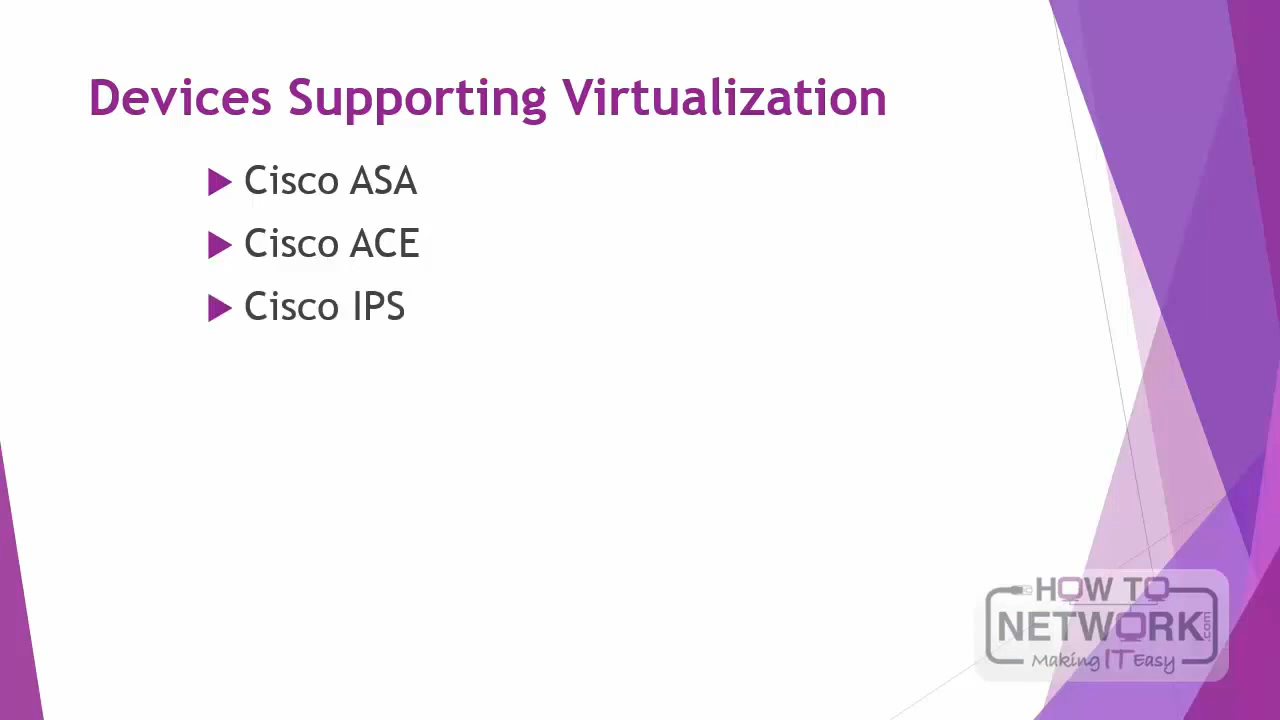 Devices Supporting Virtualization
Cisco ASA
Cisco ACE
Cisco IPS
HOW TO
NETWORK.com
Making IT Easy